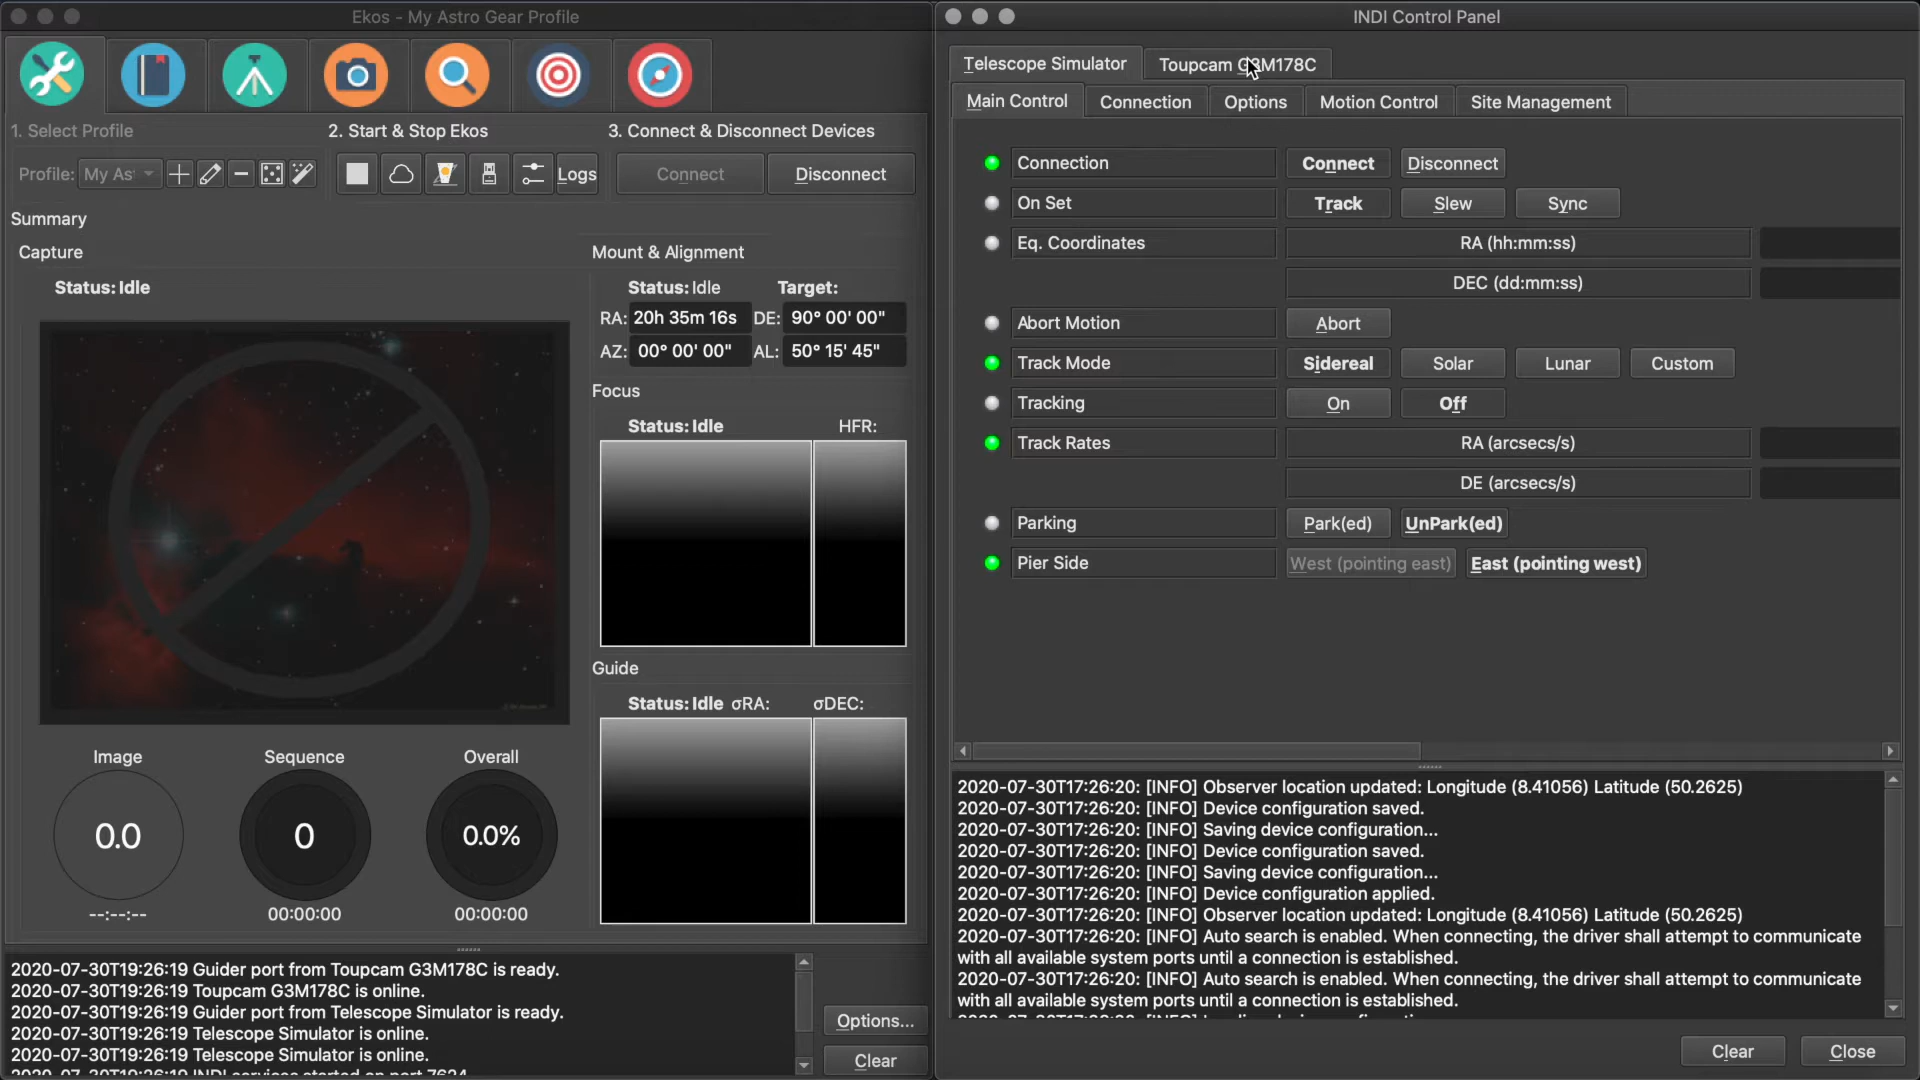 Ekos - My Astro Gear Profile
1. Select Profile
2. Start & Stop Ekos
3. Connect & Disconnect Devices
Profile: My As
Logs
Connect
Disconnect
Summary
Capture
Status: Idle
Image
Sequence
Overall
0.0
0
0.0%
--:--:--
00:00:00
00:00:00
Mount & Alignment
Status: Idle
Target:
RA: 20h 35m 16s DE: 90° 00' 00"
AZ: 00° 00' 00" AL: 50° 15' 45"
Focus
Status: Idle
HFR:
Guide
Status: Idle σRA:
σDEC:
2020-07-30T19:26:19 Guider port from Toupcam G3M178C is ready.
2020-07-30T19:26:19 Toupcam G3M178C is online.
2020-07-30T19:26:19 Guider port from Telescope Simulator is ready.
2020-07-30T19:26:19 Telescope Simulator is online.
2020-07-30T19:26:19 Telescope Simulator is online.
Options...
Clear
INDI Control Panel
Telescope Simulator
Toupcam G3M178C
Main Control
Connection
Options
Motion Control
Site Management
Connection
Connect
Disconnect
On Set
Track
Slew
Sync
Eq. Coordinates
RA (hh:mm:ss)
DEC (dd:mm:ss)
Abort Motion
Abort
Track Mode
Sidereal
Solar
Lunar
Custom
Tracking
On
Off
Track Rates
RA (arcsecs/s)
DE (arcsecs/s)
Parking
Park(ed)
UnPark(ed)
Pier Side
West (pointing east)
East (pointing west)
2020-07-30T17:26:20: [INFO] Observer location updated: Longitude (8.41056) Latitude (50.2625)
2020-07-30T17:26:20: [INFO] Device configuration saved.
2020-07-30T17:26:20: [INFO] Saving device configuration...
2020-07-30T17:26:20: [INFO] Device configuration saved.
2020-07-30T17:26:20: [INFO] Saving device configuration...
2020-07-30T17:26:20: [INFO] Device configuration applied.
2020-07-30T17:26:20: [INFO] Observer location updated: Longitude (8.41056) Latitude (50.2625)
2020-07-30T17:26:20: [INFO] Auto search is enabled. When connecting, the driver shall attempt to communicate
with all available system ports until a connection is established.
2020-07-30T17:26:20: [INFO] Auto search is enabled. When connecting, the driver shall attempt to communicate
with all available system ports until a connection is established.
Clear
Close